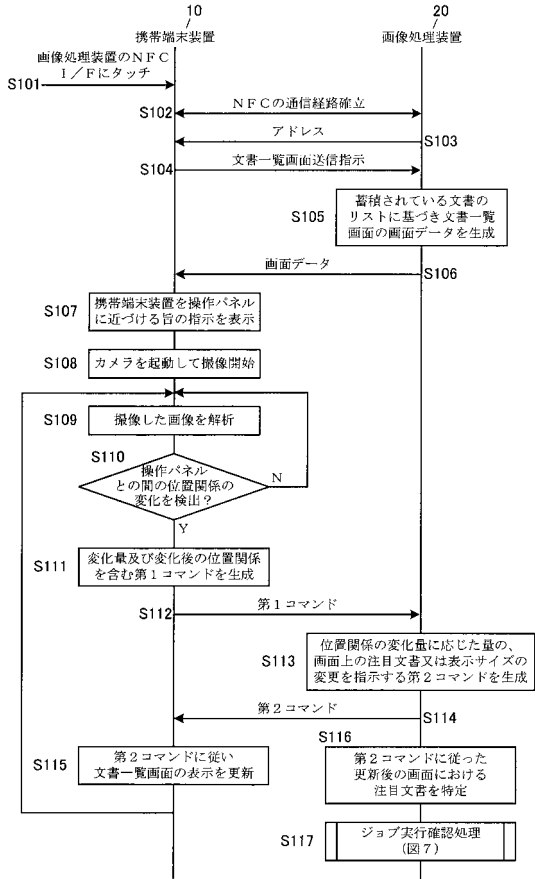 10
携帯端末装置
20
画像処理装置
画像処理装置のNFC
I/Fにタッチ
S101
S102
NFCの通信経路確立
アドレス
S103
S104
文書一覧画面送信指示
S105
蓄積されている文書の
リストに基づき文書一覧
画面の画面データを生成
画面データ
S106
S107
携帯端末装置を操作パネル
に近づける旨の指示を表示
S108
カメラを起動して撮像開始
S109
撮像した画像を解析
S110
操作パネル
との間の位置関係の
変化を検出?
N
Y
S111
変化量及び変化後の位置関係
を含む第1コマンドを生成
S112
第1コマンド
S113
位置関係の変化量に応じた量の、
画面上の注目文書又は表示サイズの
変更を指示する第2コマンドを生成
第2コマンド
S114
S115
第2コマンドに従い
文書一覧画面の表示を更新
S116
第2コマンドに従った
更新後の画面における
注目文書を特定
S117
ジョブ実行確認処理
(図7)